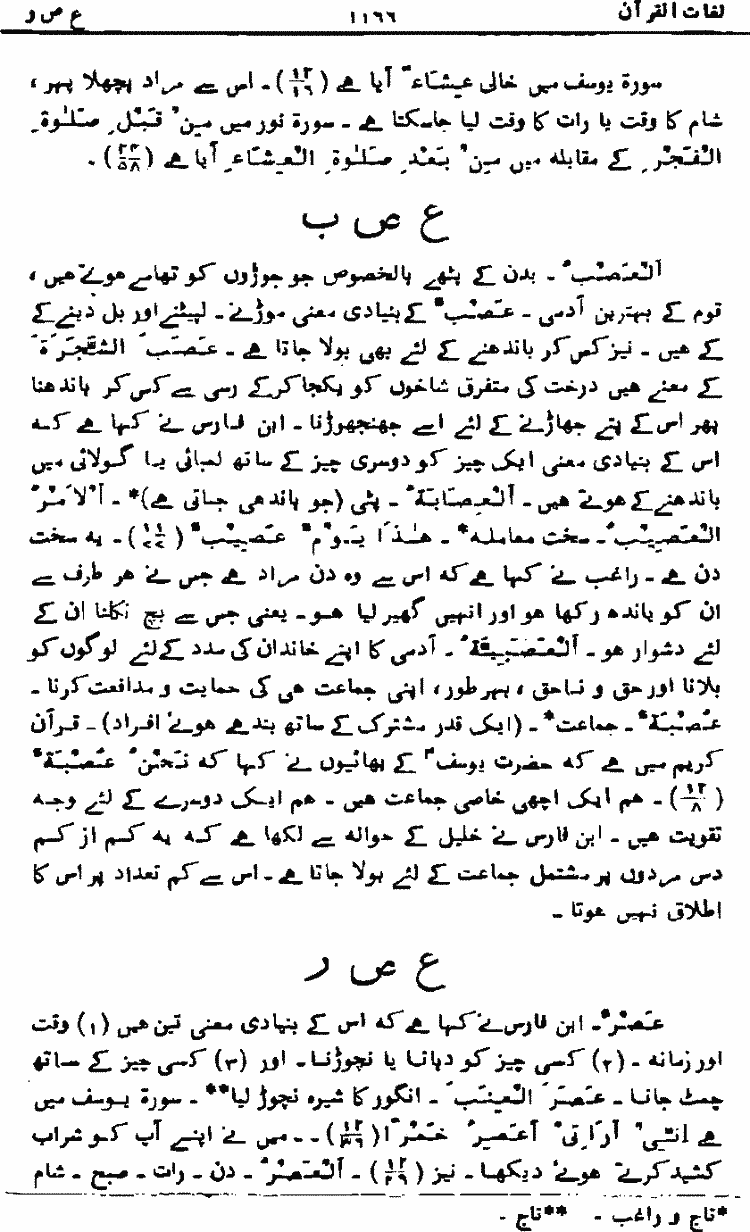 لغات القرآن ١١٦٦ ع ص ر
سورۃ یوسف میں خالی عِشَاءً آیا ہے (۱۲/۱۶)۔ اس سے مراد پچھلا پہر،
شام کا وقت یا رات کا وقت لیا جاسکتا ہے ۔ سورۃ نور میں مِنْ قَبْلِ صَلٰوۃِ
الْفَجْرِ کے مقابلہ میں مِنْ بَعْدِ صَلٰوۃِ الْعِشَاءِ آیا ہے (۲۴/۵۸)۔
ع ص ب
اَلْعَصَبُ ۔ بدن کے پٹھے بالخصوص جو جوڑوں کو تھامے ہوتے ہیں ،
قوم کے بہترین آدمی ۔ عَصْبٌ کے بنیادی معنی موڑنے ۔ لپیٹنے اور بل دینے کے
کے ہیں ۔ نیز کس کر باندھنے کے لئے بھی بولا جاتا ہے ۔ عَصَبَ الشَّجَرَۃَ
کے معنے ہیں درخت کی متفرق شاخوں کو یکجا کرکے رسی سے کس کر باندھنا
پھر اس کے پتے جھاڑنے کے لئے اسے جھنجھوڑنا ۔ ابن فارس نے کہا ہے کہ
اس کے بنیادی معنی ایک چیز کو دوسری چیز کے ساتھ لمبائی یا گولائی میں
باندھنے کے ہوتے ہیں ۔ اَلْعِصَابَۃُ ۔ پٹی (جو باندھی جاتی ہے)* ۔ اَلْاَمْرُ
الْعَصِیْبُ ۔ سخت معاملہ* ۔ ھٰذَا یَوْمٌ عَصِیْبٌ (۱۱/۷۷)۔ یہ سخت
دن ہے ۔ راغب نے کہا ہے کہ اس سے وہ دن مراد ہے جس نے ہر طرف سے
ان کو باندھ رکھا ہو اور انہیں گھیر لیا ہو ۔ یعنی جس سے بچ نکلنا ان کے
لئے دشوار ہو ۔ اَلْعَصَبِیَّۃُ ۔ آدمی کا اپنے خاندان کی مدد کے لئے لوگوں کو
بلانا اور حق و ناحق ، بہر طور، اپنی جماعت ہی کی حمایت و مدافعت کرنا ۔
عُصْبَۃٌ ۔ جماعت* ۔ (ایک قدر مشترک کے ساتھ بندھے ہوئے افراد)۔ قرآن
کریم میں ہے کہ حضرت یوسفؑ کے بھائیوں نے کہا کہ نَحْنُ عُصْبَۃٌ
(۱۲/۸)۔ ہم ایک اچھی خاصی جماعت ہیں ۔ ہم ایک دوسرے کے لئے وجہ
تقویت ہیں ۔ ابن فارس نے خلیل کے حوالہ سے لکھا ہے کہ یہ کم از کم
دس مردوں پر مشتمل جماعت کے لئے بولا جاتا ہے ۔ اس سے کم تعداد پر اس کا
اطلاق نہیں ہوتا ۔
ع ص ر
عَصْرٌ ۔ ابن فارس نے کہا ہے کہ اس کے بنیادی معنی تین ہیں (۱) وقت
اور زمانہ ۔ (۲) کسی چیز کو دبانا یا نچوڑنا ۔ اور (۳) کسی چیز کے ساتھ
چمٹ جانا ۔ عَصَرَ الْعِنَبَ ۔ انگور کا شیرہ نچوڑ لیا** ۔ سورۃ یوسف میں
ہے اِنِّیْ اَرَانِیْ اَعْصِرُ خَمْرًا (۱۲/۳۶)۔۔ میں نے اپنے آپ کو شراب
کشید کرتے ہوئے دیکھا ۔ نیز (۱۲/۴۹)۔ اَلْعَصْرُ ۔ دن ۔ رات ۔ صبح ۔ شام
*تاج و راغب ۔ **تاج ۔